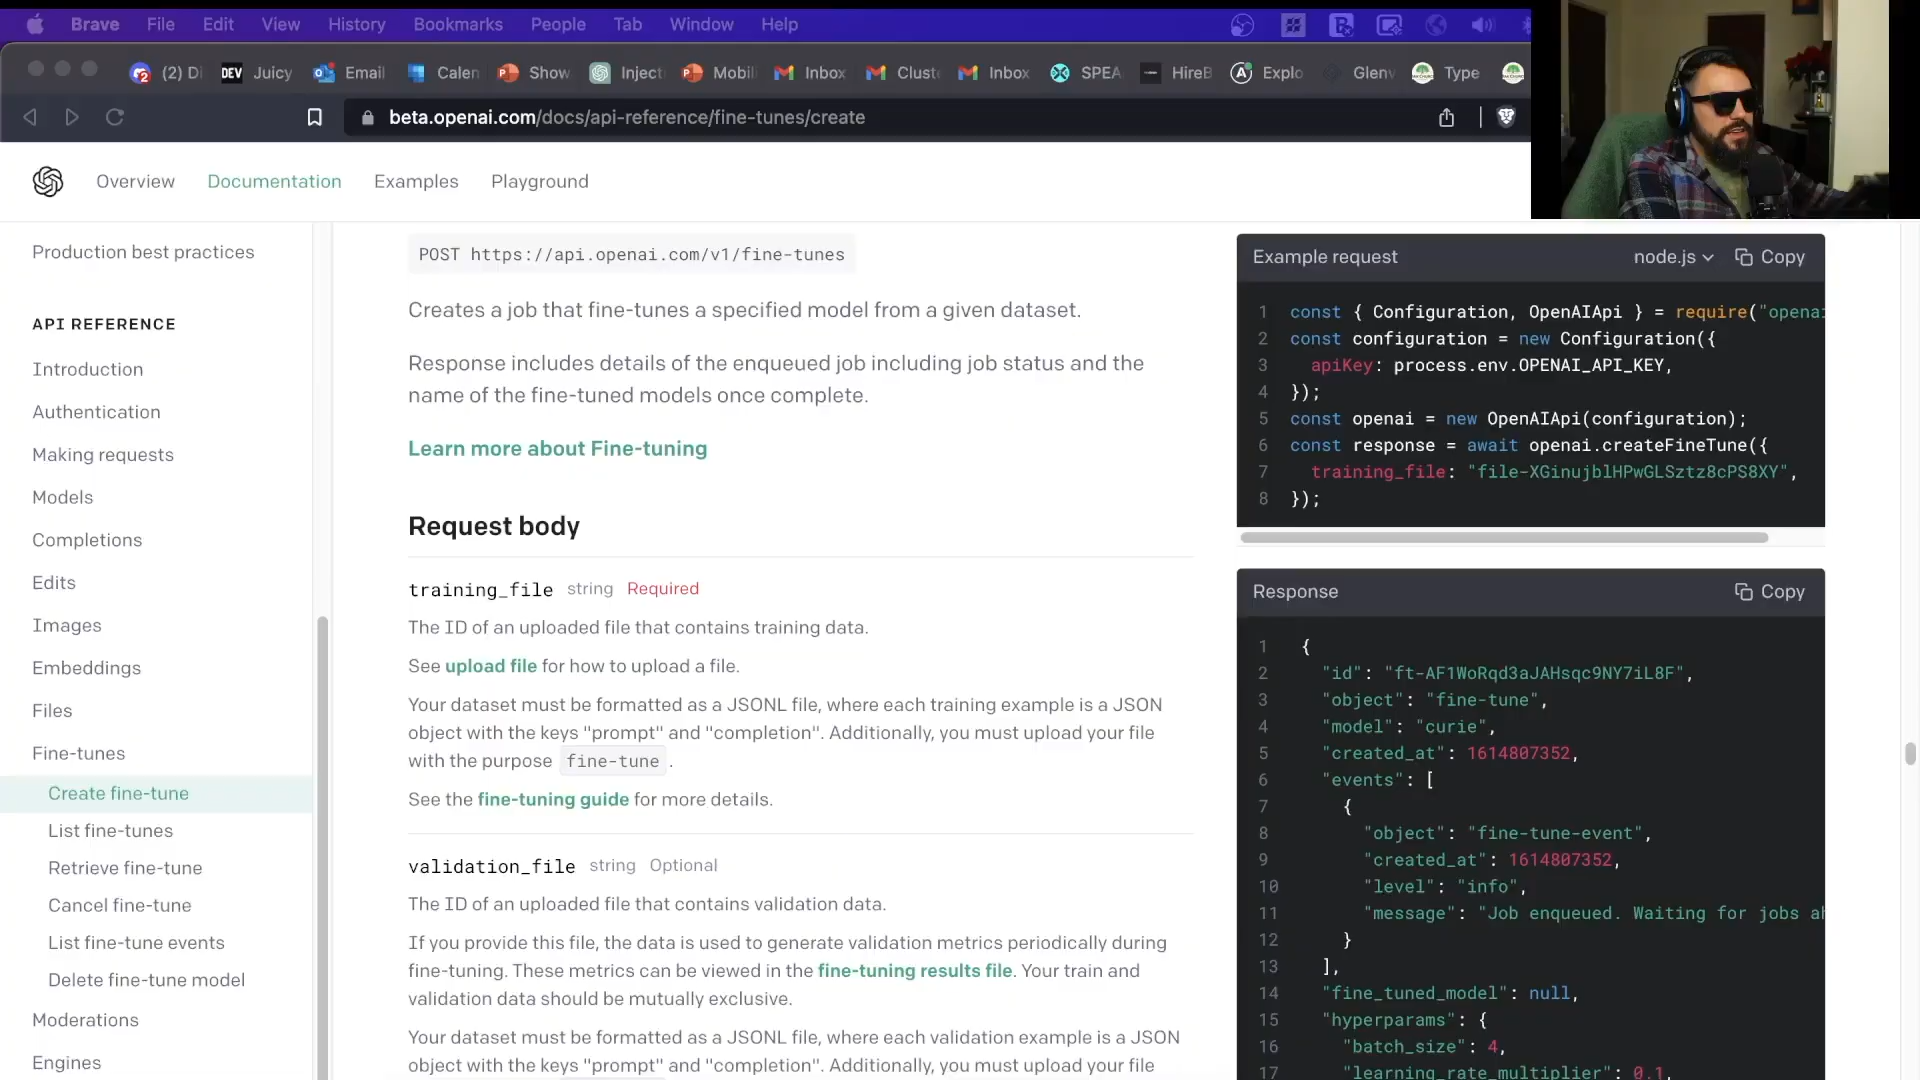 Brave File Edit View History Bookmarks People Tab Window Help
(2) Di DEV Juicy Email Calen Show Inject Mobil Inbox Cluste Inbox SPEA HireB Explo Glenv Type
beta.openai.com/docs/api-reference/fine-tunes/create
Overview Documentation Examples Playground
Production best practices
API REFERENCE
Introduction
Authentication
Making requests
Models
Completions
Edits
Images
Embeddings
Files
Fine-tunes
Create fine-tune
List fine-tunes
Retrieve fine-tune
Cancel fine-tune
List fine-tune events
Delete fine-tune model
Moderations
Engines
POST https://api.openai.com/v1/fine-tunes
Creates a job that fine-tunes a specified model from a given dataset.
Response includes details of the enqueued job including job status and the
name of the fine-tuned models once complete.
Learn more about Fine-tuning
Request body
training_file string Required
The ID of an uploaded file that contains training data.
See upload file for how to upload a file.
Your dataset must be formatted as a JSONL file, where each training example is a JSON
object with the keys "prompt" and "completion". Additionally, you must upload your file
with the purpose fine-tune .
See the fine-tuning guide for more details.
validation_file string Optional
The ID of an uploaded file that contains validation data.
If you provide this file, the data is used to generate validation metrics periodically during
fine-tuning. These metrics can be viewed in the fine-tuning results file. Your train and
validation data should be mutually exclusive.
Your dataset must be formatted as a JSONL file, where each validation example is a JSON
object with the keys "prompt" and "completion". Additionally, you must upload your file
Example request node.js Copy
1 const { Configuration, OpenAIApi } = require("openai
2 const configuration = new Configuration({
3 apiKey: process.env.OPENAI_API_KEY,
4 });
5 const openai = new OpenAIApi(configuration);
6 const response = await openai.createFineTune({
7 training_file: "file-XGinujblHPwGLSztz8cPS8XY",
8 });
Response Copy
1 {
2 "id": "ft-AF1WoRqd3aJAHsqc9NY7iL8F",
3 "object": "fine-tune",
4 "model": "curie",
5 "created_at": 1614807352,
6 "events": [
7 {
8 "object": "fine-tune-event",
9 "created_at": 1614807352,
10 "level": "info",
11 "message": "Job enqueued. Waiting for jobs ah
12 }
13 ],
14 "fine_tuned_model": null,
15 "hyperparams": {
16 "batch_size": 4,
17 "learning_rate_multiplier": 0.1,